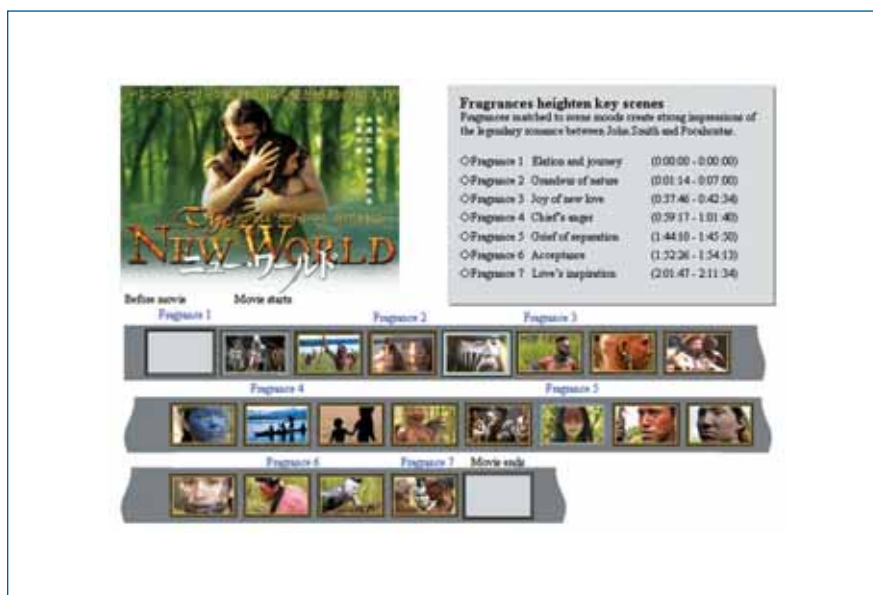 The
NEW WORLD
ニュー・ワールド
Fragrances heighten key scenes
Fragrances matched to scene moods create strong impressions of
the legendary romance between John Smith and Pocahontas.
◇Fragrance 1 Elation and journey (0:00:00 - 0:00:00)
◇Fragrance 2 Grandeur of nature (0:01:14 - 0:07:00)
◇Fragrance 3 Joy of new love (0:37:46 - 0:42:34)
◇Fragrance 4 Chief's anger (0:59:17 - 1:01:40)
◇Fragrance 5 Grief of separation (1:44:10 - 1:45:50)
◇Fragrance 6 Acceptance (1:52:26 - 1:54:13)
◇Fragrance 7 Love's inspiration (2:01:47 - 2:11:34)
Before movie Movie starts
Fragrance 1 Fragrance 2 Fragrance 3
Fragrance 4 Fragrance 5
Fragrance 6 Fragrance 7 Movie ends